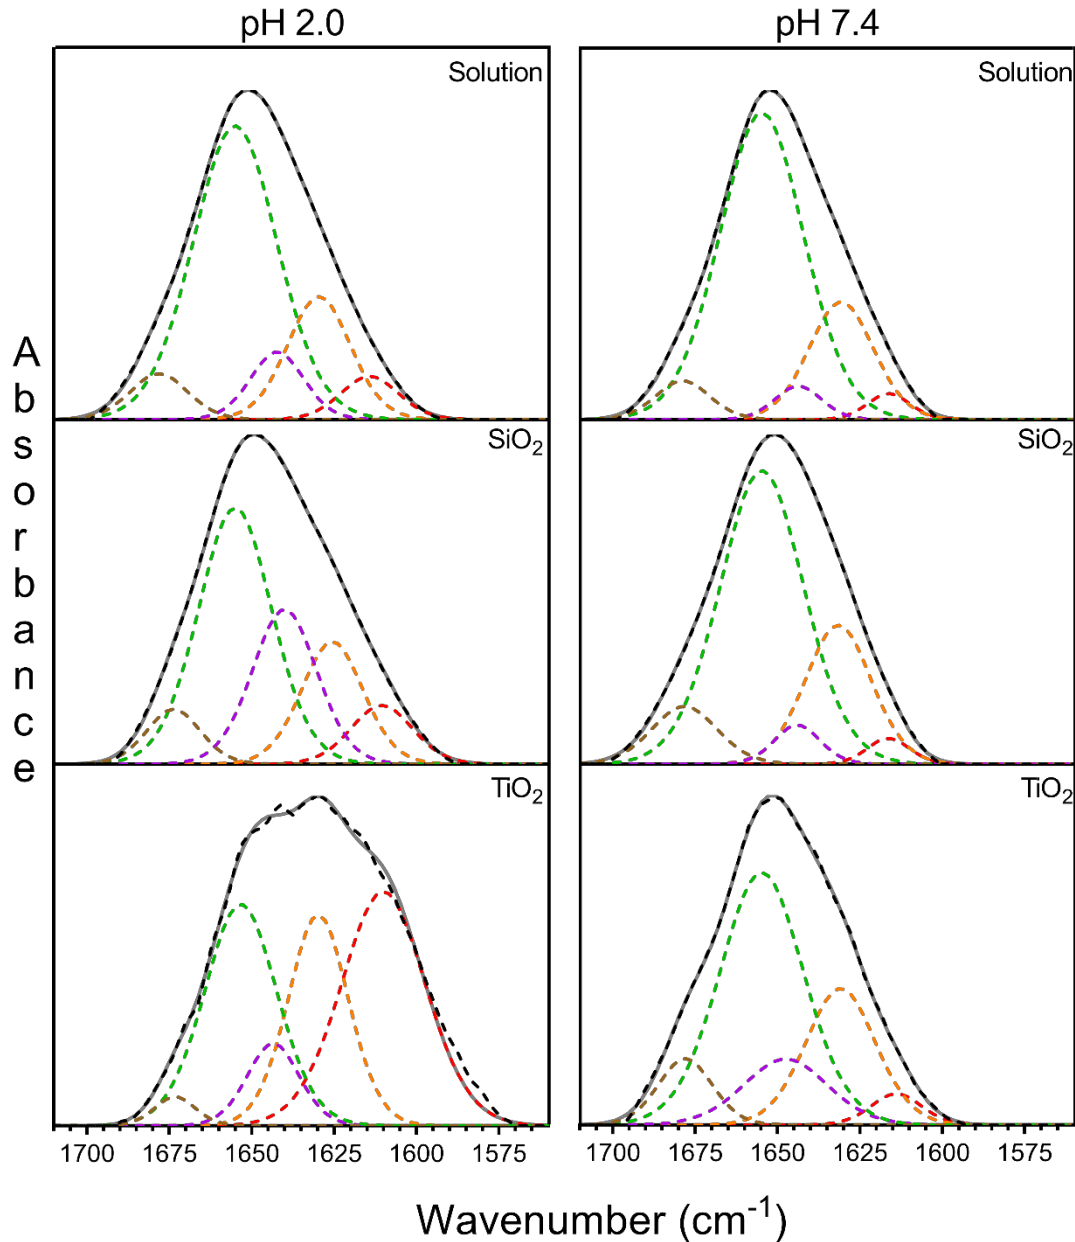 pH 2.0
pH 7.4
Solution
Solution
SiO₂
SiO₂
TiO₂
TiO₂
A
b
s
o
r
b
a
n
c
e
1700 1675 1650 1625 1600 1575
1700 1675 1650 1625 1600 1575
Wavenumber (cm⁻¹)